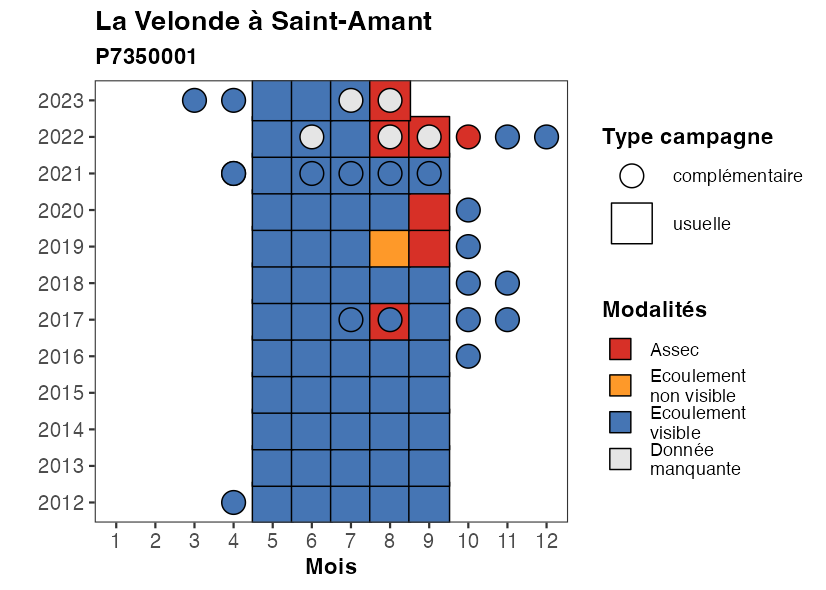 La Velonde à Saint-Amant
P7350001
2023
2022
2021
2020
2019
2018
2017
2016
2015
2014
2013
2012
1 2 3 4 5 6 7 8 9 10 11 12
Mois
Type campagne
complémentaire
usuelle
Modalités
Assec
Ecoulement
non visible
Ecoulement
visible
Donnée
manquante